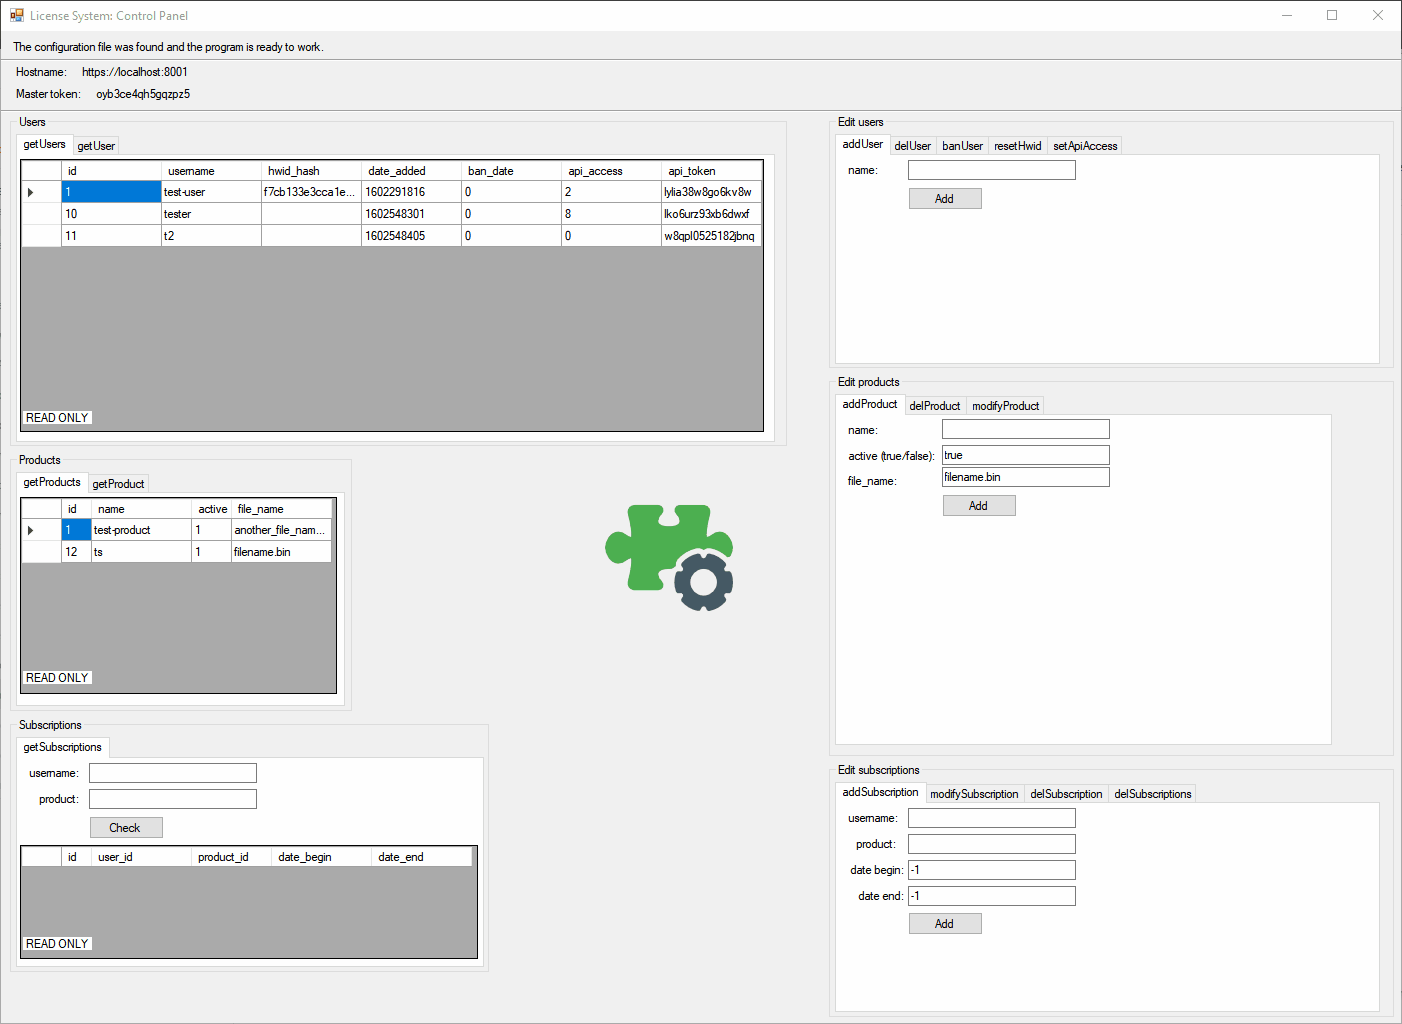 License System: Control Panel
The configuration file was found and the program is ready to work.
Hostname: https://localhost:8001
Master token: oyb3ce4qh5gqzpz5
Users
getUsers getUser
id username hwid_hash date_added ban_date api_access api_token
1 test-user f7cb133e3cca1e... 1602291816 0 2 lylia38w8go6kv8w
10 tester 1602548301 0 8 lko6urz93xb6dwxf
11 t2 1602548405 0 0 w8qpl0525182jbnq
READ ONLY
Products
getProducts getProduct
id name active file_name
1 test-product 1 another_file_nam...
12 ts 1 filename.bin
READ ONLY
Subscriptions
getSubscriptions
username:
product:
Check
id user_id product_id date_begin date_end
READ ONLY
Edit users
addUser delUser banUser resetHwid setApiAccess
name:
Add
Edit products
addProduct delProduct modifyProduct
name:
active (true/false): true
file_name: filename.bin
Add
Edit subscriptions
addSubscription modifySubscription delSubscription delSubscriptions
username:
product:
date begin: -1
date end: -1
Add